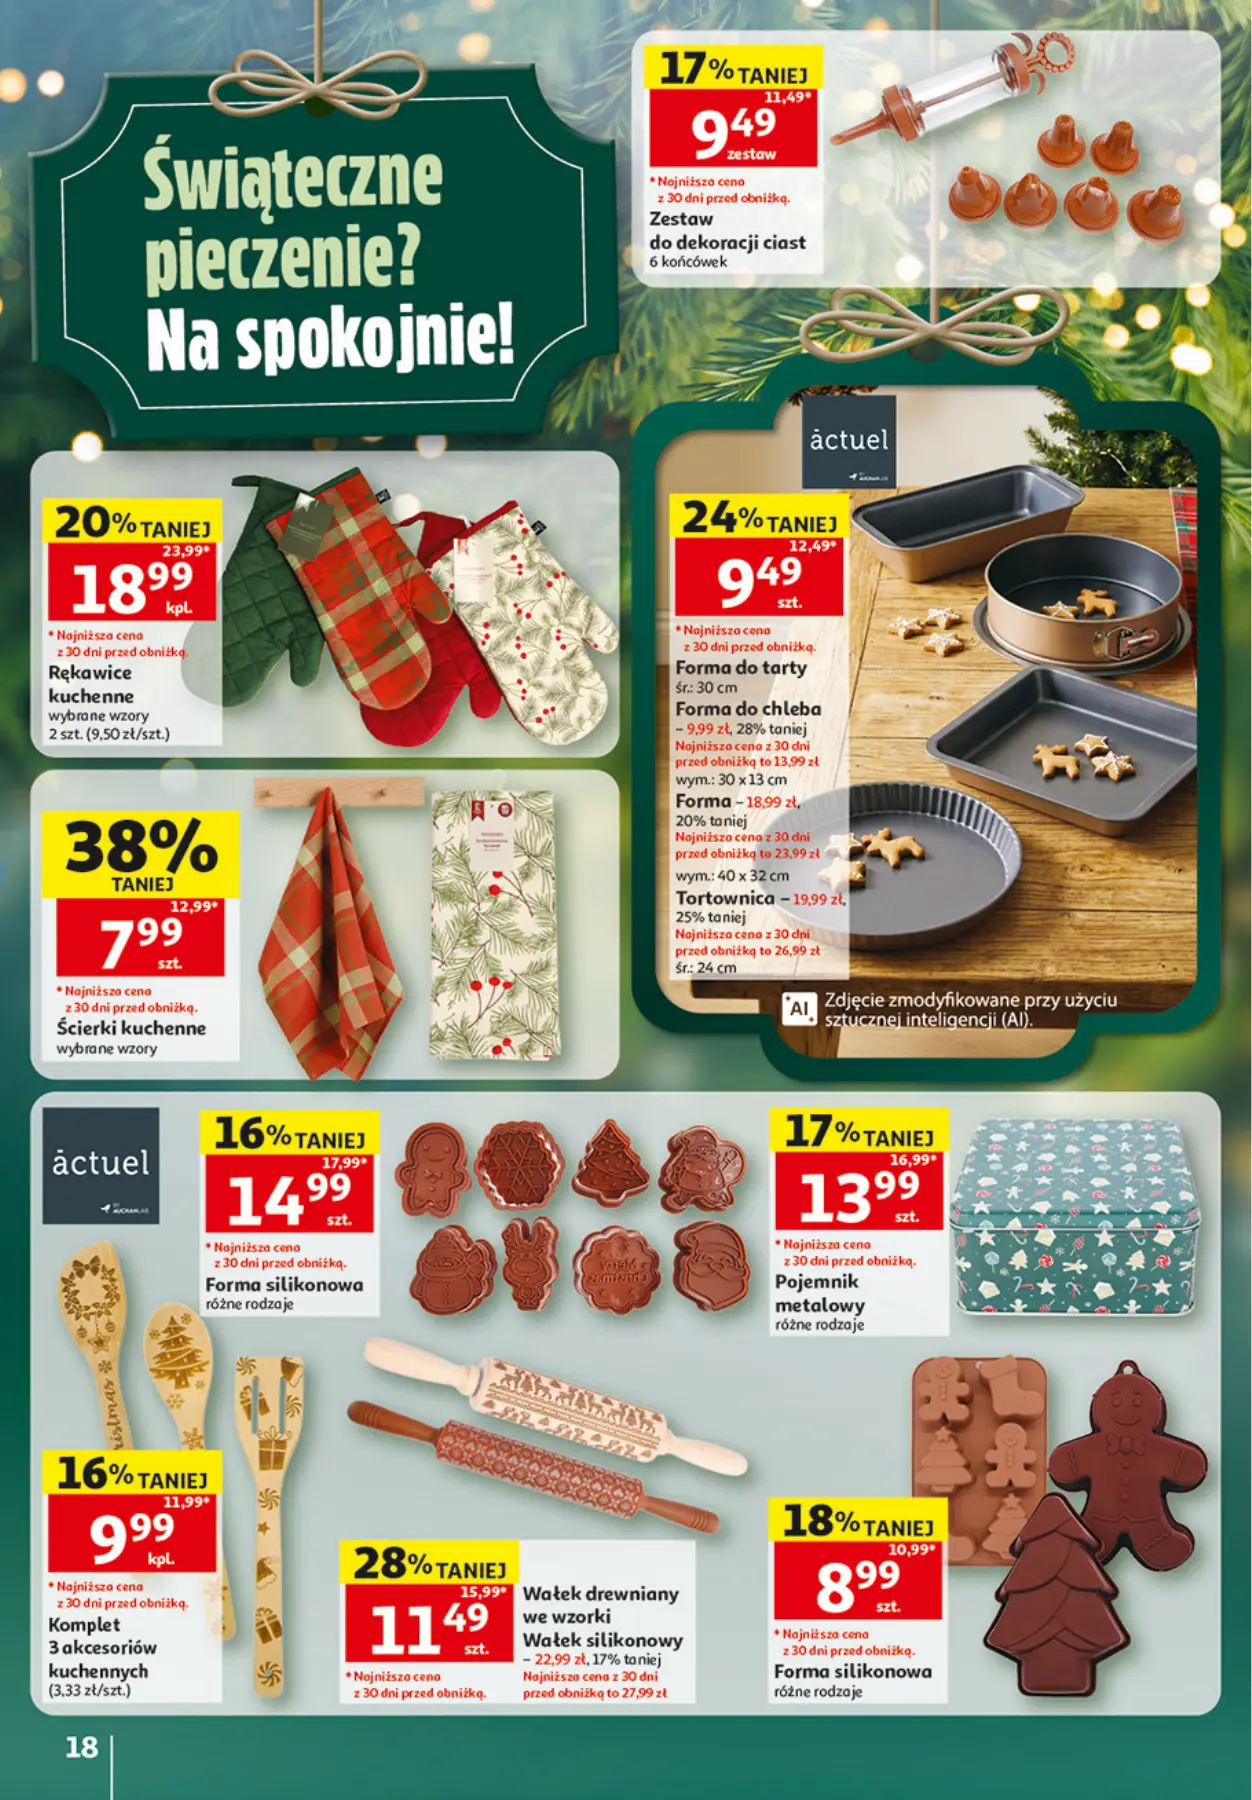 Świąteczne
pieczenie?
Na spokojnie!
17% TANIEJ
11,49*
9 49
zestaw
* Najniższa cena
z 30 dni przed obniżką.
Zestaw
do dekoracji ciast
6 końcówek
20% TANIEJ
23,99*
18 99
kpl.
* Najniższa cena
z 30 dni przed obniżką.
Rękawice
kuchenne
wybrane wzory
2 szt. (9,50 zł/szt.)
38%
TANIEJ
12,99*
7 99
szt.
* Najniższa cena
z 30 dni przed obniżką.
Ścierki kuchenne
wybrane wzory
āctuel
BY
AUCHAN LAB
24% TANIEJ
12,49*
9 49
szt.
* Najniższa cena
z 30 dni przed obniżką.
Forma do tarty
śr.: 30 cm
Forma do chleba
– 9,99 zł, 28% taniej
Najniższa cena z 30 dni
przed obniżką to 13,99 zł
wym.: 30 x 13 cm
Forma – 18,99 zł,
20% taniej
Najniższa cena z 30 dni
przed obniżką to 23,99 zł
wym.: 40 x 32 cm
Tortownica – 19,99 zł,
25% taniej
Najniższa cena z 30 dni
przed obniżką to 26,99 zł
śr.: 24 cm
AI
Zdjęcie zmodyfikowane przy użyciu
sztucznej inteligencji (AI).
āctuel
BY
AUCHAN LAB
16% TANIEJ
17,99*
14 99
szt.
* Najniższa cena
z 30 dni przed obniżką.
Forma silikonowa
różne rodzaje
17% TANIEJ
16,99*
13 99
szt.
* Najniższa cena
z 30 dni przed obniżką.
Pojemnik
metalowy
różne rodzaje
16% TANIEJ
11,99*
9 99
kpl.
* Najniższa cena
z 30 dni przed obniżką.
Komplet
3 akcesoriów
kuchennych
(3,33 zł/szt.)
28% TANIEJ
15,99*
11 49
szt.
* Najniższa cena
z 30 dni przed obniżką.
Wałek drewniany
we wzorki
Wałek silikonowy
– 22,99 zł, 17% taniej
Najniższa cena z 30 dni
przed obniżką to 27,99 zł
18% TANIEJ
10,99*
8 99
szt.
* Najniższa cena
z 30 dni przed obniżką.
Forma silikonowa
różne rodzaje
18